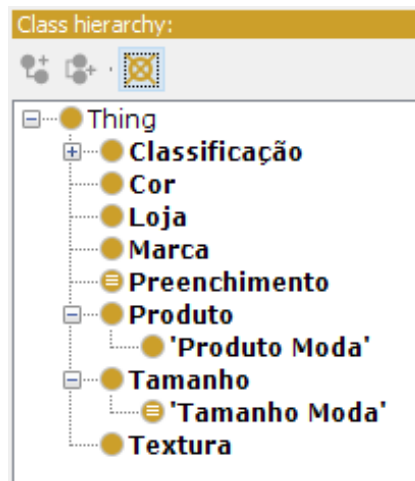 Class hierarchy:
Thing
Classificação
Cor
Loja
Marca
Preenchimento
Produto
'Produto Moda'
Tamanho
'Tamanho Moda'
Textura